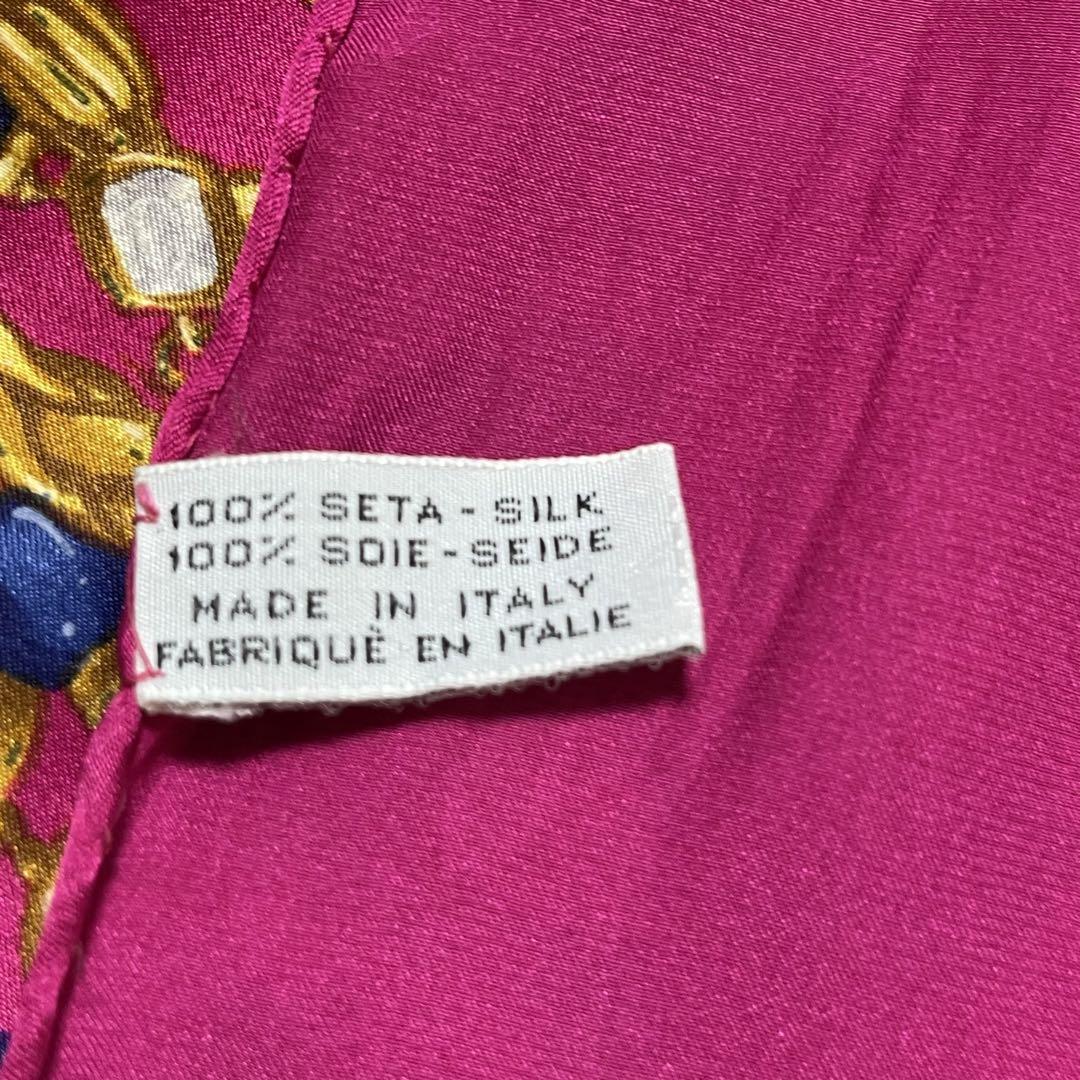 100% SETA - SILK
100% SOIE - SEIDE
MADE IN ITALY
FABRIQUÈ EN ITALIE